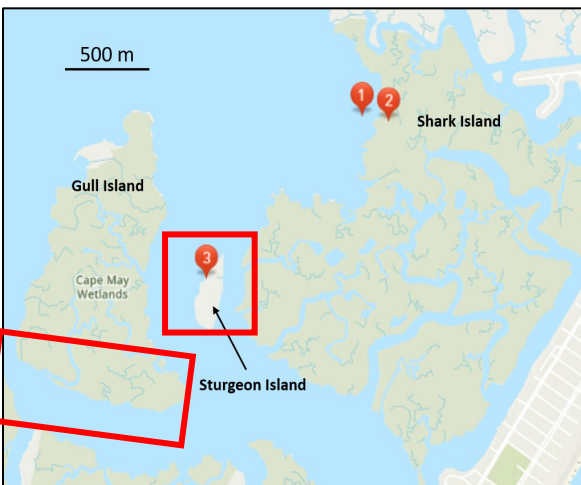 500 m
1
2
Shark Island
Gull Island
3
Cape May
Wetlands
Sturgeon Island